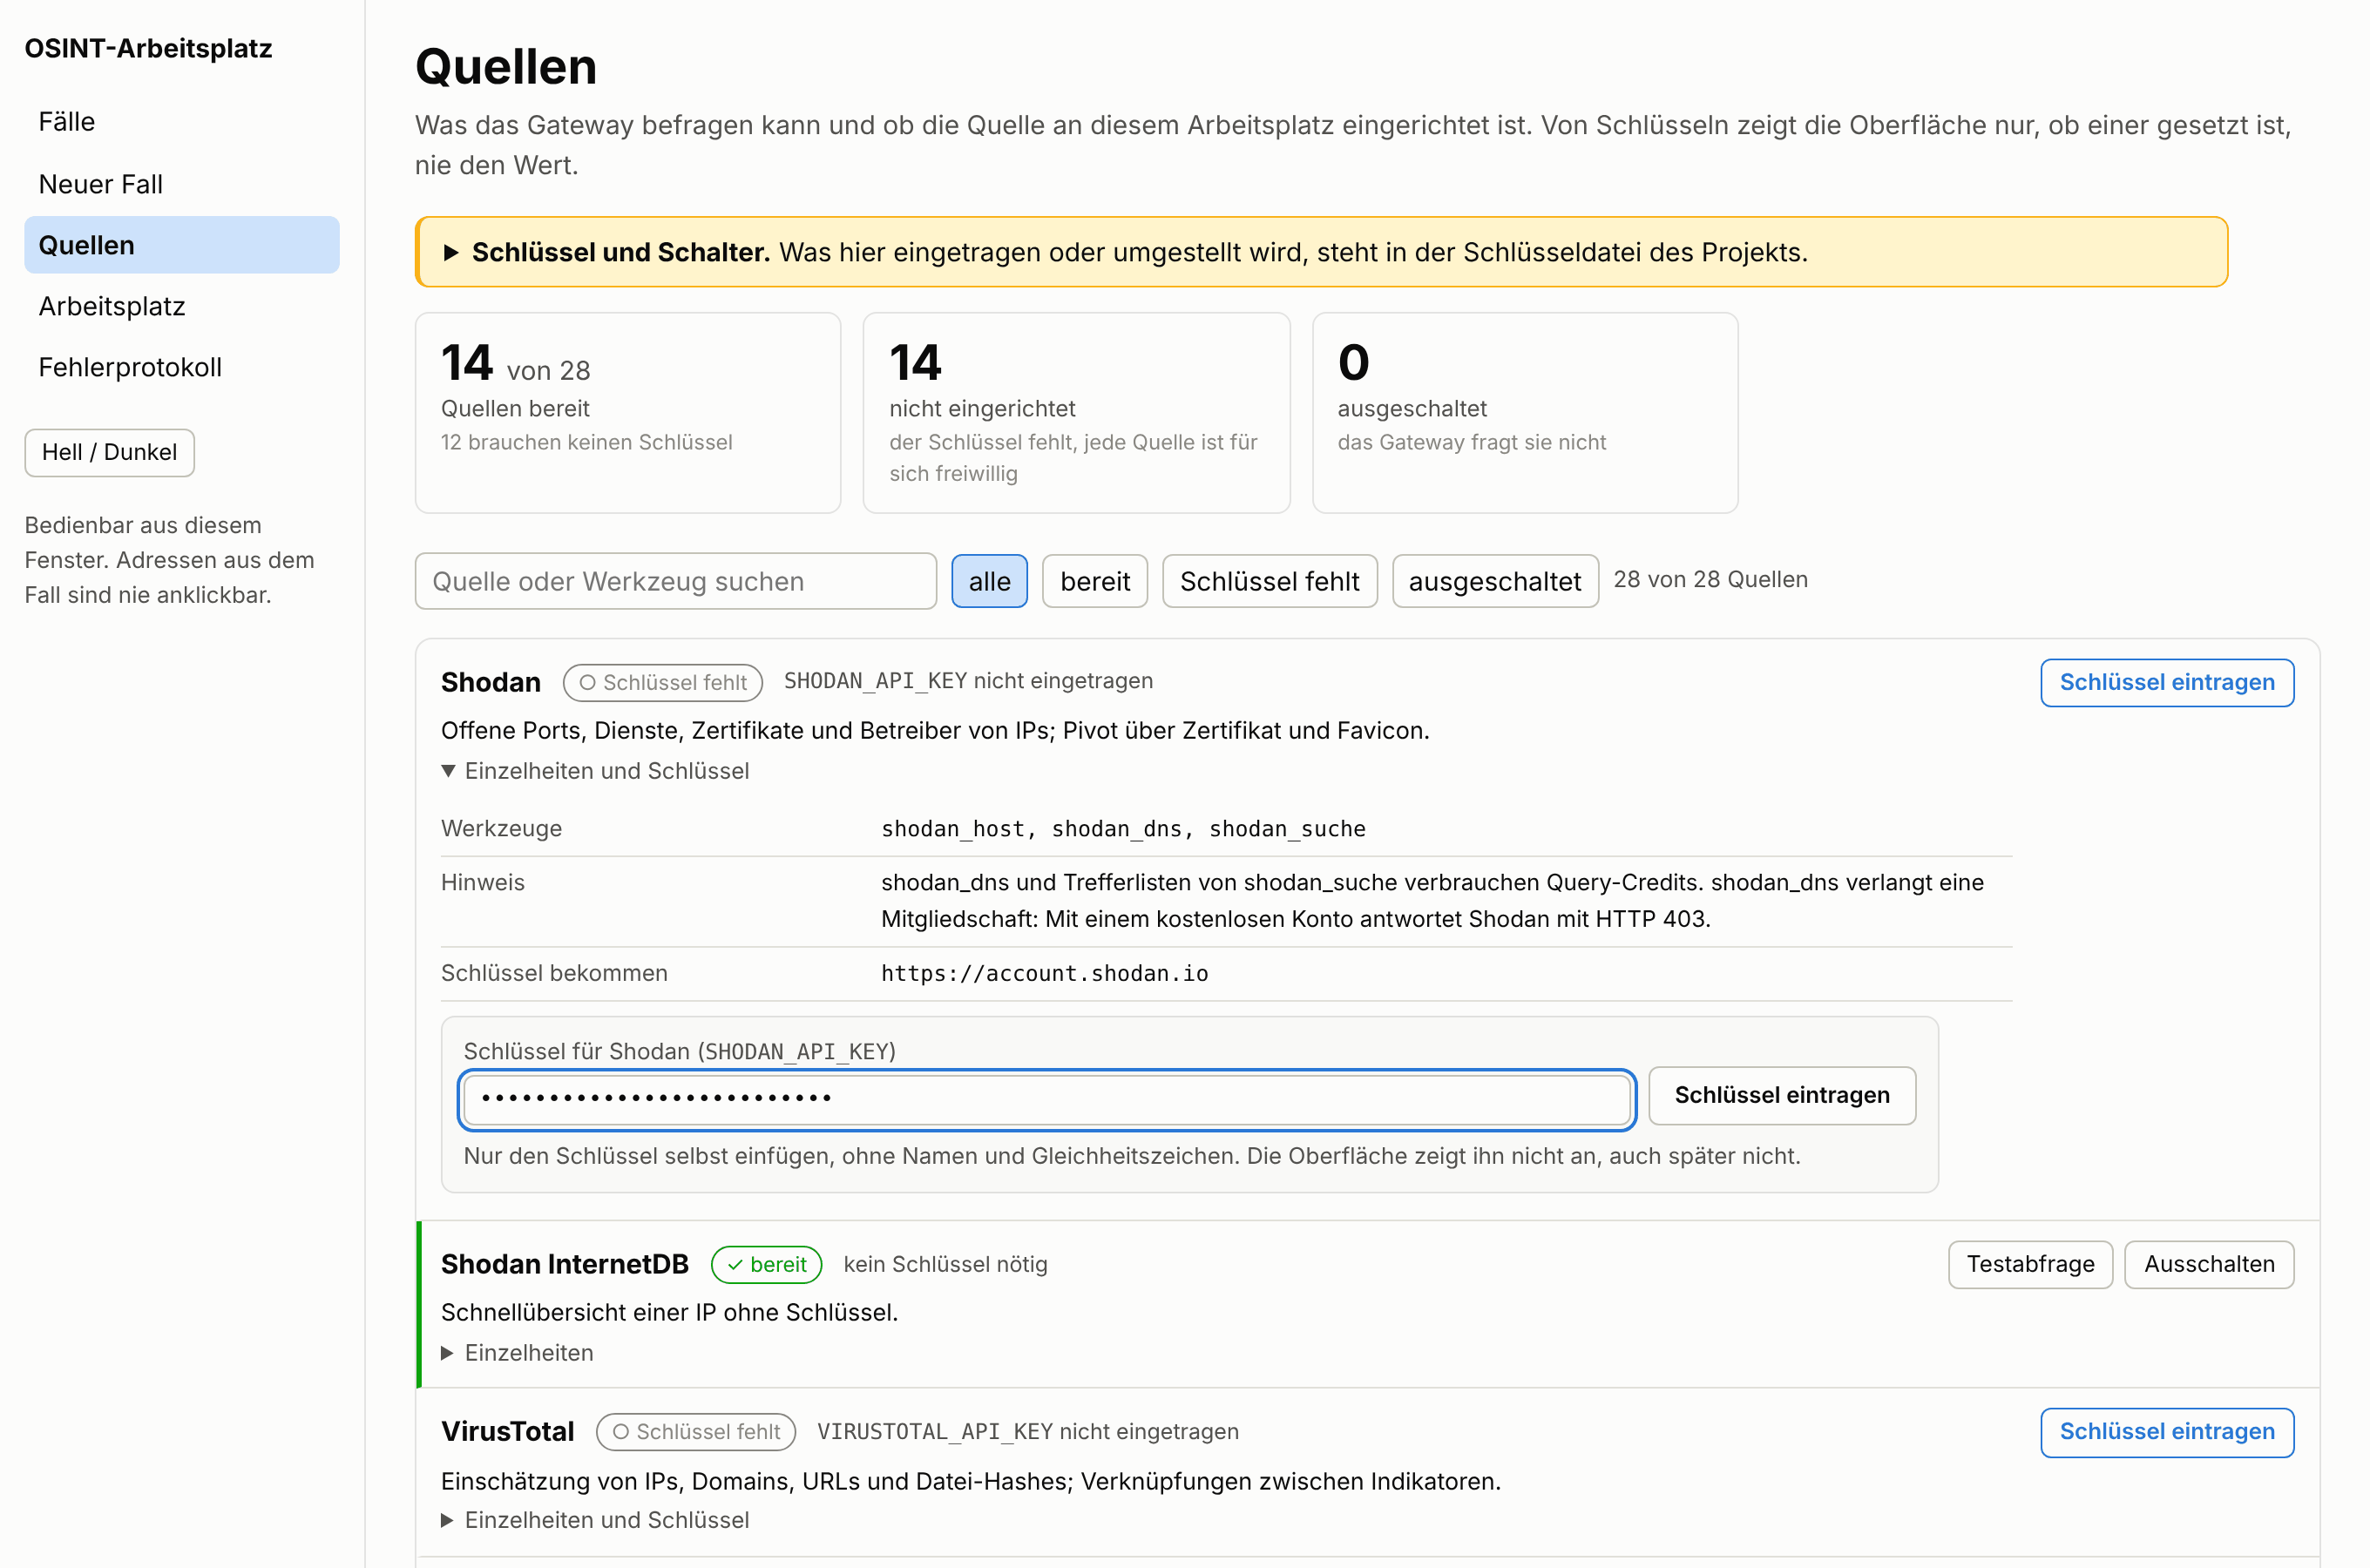 OSINT-Arbeitsplatz
Fälle
Neuer Fall
Quellen
Arbeitsplatz
Fehlerprotokoll
Hell / Dunkel
Bedienbar aus diesem
Fenster. Adressen aus dem
Fall sind nie anklickbar.
Quellen
Was das Gateway befragen kann und ob die Quelle an diesem Arbeitsplatz eingerichtet ist. Von Schlüsseln zeigt die Oberfläche nur, ob einer gesetzt ist,
nie den Wert.
▶ Schlüssel und Schalter. Was hier eingetragen oder umgestellt wird, steht in der Schlüsseldatei des Projekts.
14 von 28
Quellen bereit
12 brauchen keinen Schlüssel
14
nicht eingerichtet
der Schlüssel fehlt, jede Quelle ist für
sich freiwillig
0
ausgeschaltet
das Gateway fragt sie nicht
Quelle oder Werkzeug suchen alle bereit Schlüssel fehlt ausgeschaltet 28 von 28 Quellen
Shodan Schlüssel fehlt SHODAN_API_KEY nicht eingetragen Schlüssel eintragen
Offene Ports, Dienste, Zertifikate und Betreiber von IPs; Pivot über Zertifikat und Favicon.
▼ Einzelheiten und Schlüssel
Werkzeuge shodan_host, shodan_dns, shodan_suche
Hinweis shodan_dns und Trefferlisten von shodan_suche verbrauchen Query-Credits. shodan_dns verlangt eine
Mitgliedschaft: Mit einem kostenlosen Konto antwortet Shodan mit HTTP 403.
Schlüssel bekommen https://account.shodan.io
Schlüssel für Shodan (SHODAN_API_KEY)
•••••••••••••••••••••••••• Schlüssel eintragen
Nur den Schlüssel selbst einfügen, ohne Namen und Gleichheitszeichen. Die Oberfläche zeigt ihn nicht an, auch später nicht.
Shodan InternetDB ✓ bereit kein Schlüssel nötig Testabfrage Ausschalten
Schnellübersicht einer IP ohne Schlüssel.
▶ Einzelheiten
VirusTotal Schlüssel fehlt VIRUSTOTAL_API_KEY nicht eingetragen Schlüssel eintragen
Einschätzung von IPs, Domains, URLs und Datei-Hashes; Verknüpfungen zwischen Indikatoren.
▶ Einzelheiten und Schlüssel